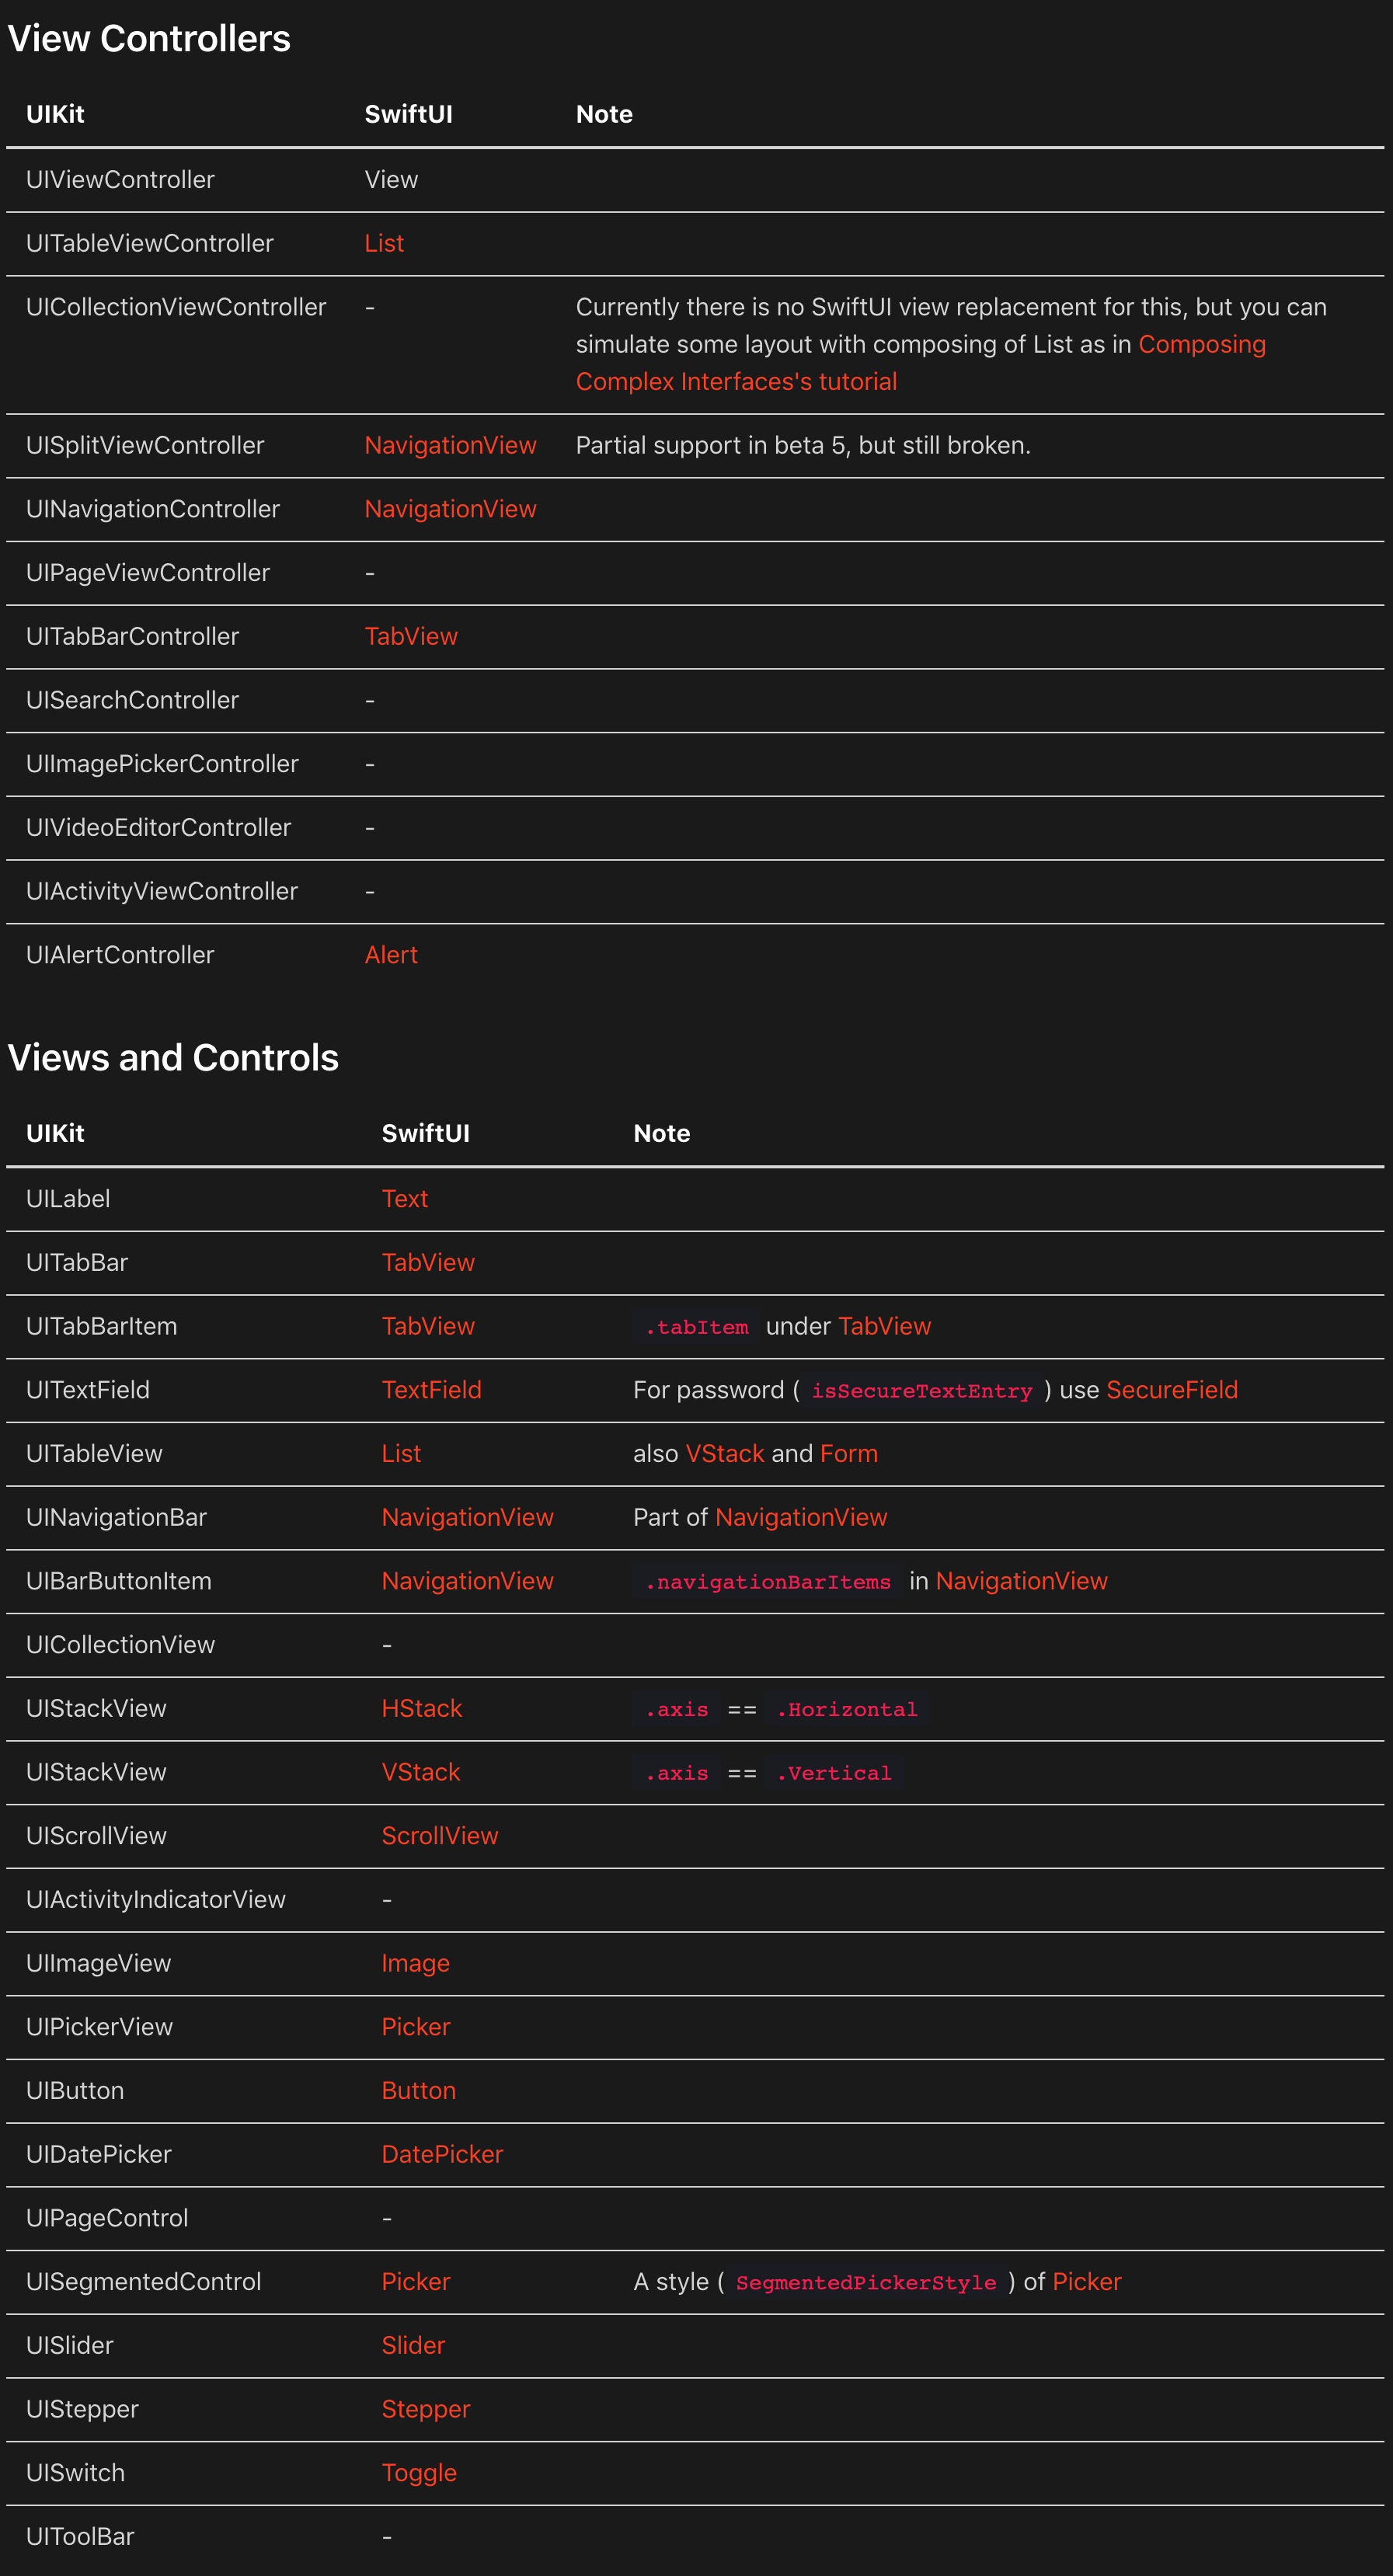 View Controllers
UIKit SwiftUI Note
UIViewController View
UITableViewController List
UICollectionViewController - Currently there is no SwiftUI view replacement for this, but you can
simulate some layout with composing of List as in Composing
Complex Interfaces's tutorial
UISplitViewController NavigationView Partial support in beta 5, but still broken.
UINavigationController NavigationView
UIPageViewController -
UITabBarController TabView
UISearchController -
UIImagePickerController -
UIVideoEditorController -
UIActivityViewController -
UIAlertController Alert
Views and Controls
UIKit SwiftUI Note
UILabel Text
UITabBar TabView
UITabBarItem TabView .tabItem under TabView
UITextField TextField For password ( isSecureTextEntry ) use SecureField
UITableView List also VStack and Form
UINavigationBar NavigationView Part of NavigationView
UIBarButtonItem NavigationView .navigationBarItems in NavigationView
UICollectionView -
UIStackView HStack .axis == .Horizontal
UIStackView VStack .axis == .Vertical
UIScrollView ScrollView
UIActivityIndicatorView -
UIImageView Image
UIPickerView Picker
UIButton Button
UIDatePicker DatePicker
UIPageControl -
UISegmentedControl Picker A style ( SegmentedPickerStyle ) of Picker
UISlider Slider
UIStepper Stepper
UISwitch Toggle
UIToolBar -